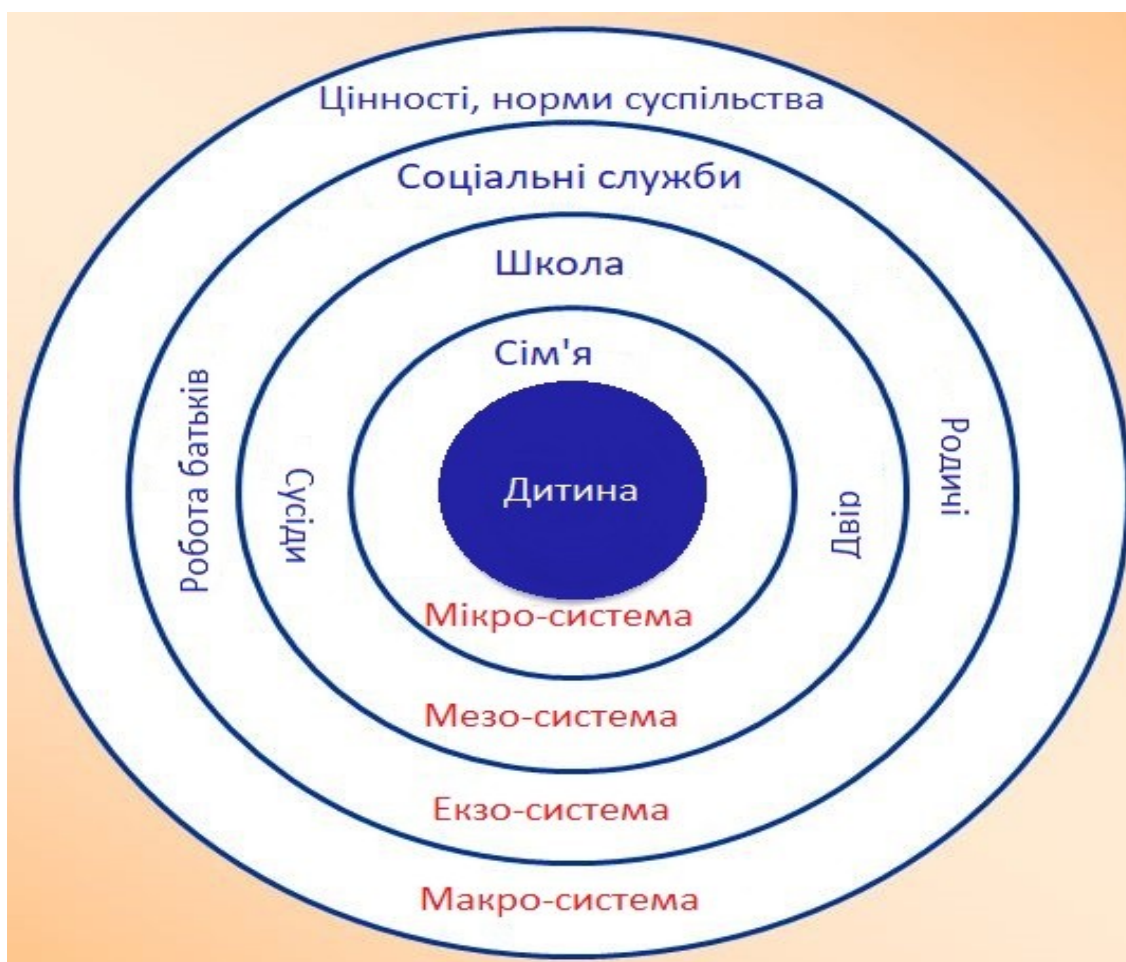 Цінності, норми суспільства
Соціальні служби
Школа
Сім'я
Робота батьків
Сусіди
Дитина
Двір
Родичі
Мікро-система
Мезо-система
Екзо-система
Макро-система